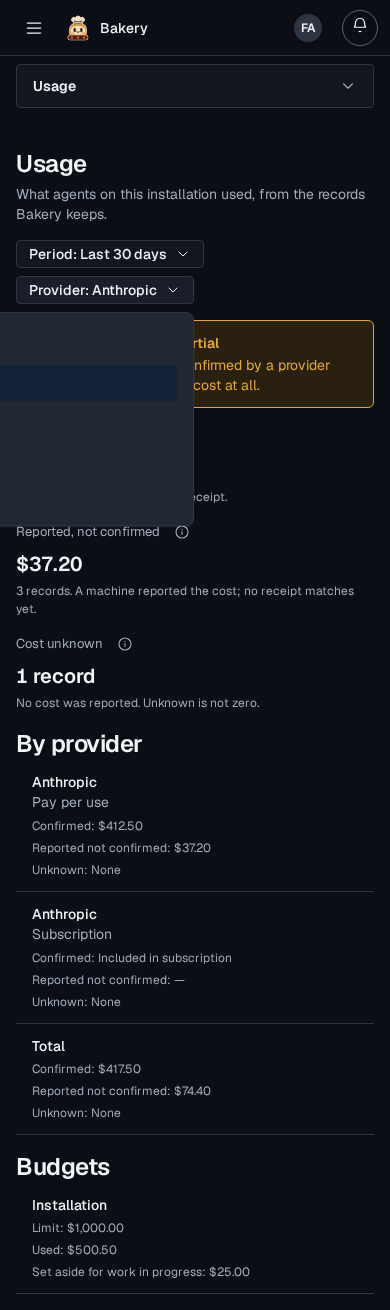 Bakery
FA
Usage
Usage
What agents on this installation used, from the records
Bakery keeps.
Period: Last 30 days
Provider: Anthropic
rtial
nfirmed by a provider
cost at all.
eceipt.
Reported, not confirmed
$37.20
3 records. A machine reported the cost; no receipt matches
yet.
Cost unknown
1 record
No cost was reported. Unknown is not zero.
By provider
Anthropic
Pay per use
Confirmed: $412.50
Reported not confirmed: $37.20
Unknown: None
Anthropic
Subscription
Confirmed: Included in subscription
Reported not confirmed: —
Unknown: None
Total
Confirmed: $417.50
Reported not confirmed: $74.40
Unknown: None
Budgets
Installation
Limit: $1,000.00
Used: $500.50
Set aside for work in progress: $25.00